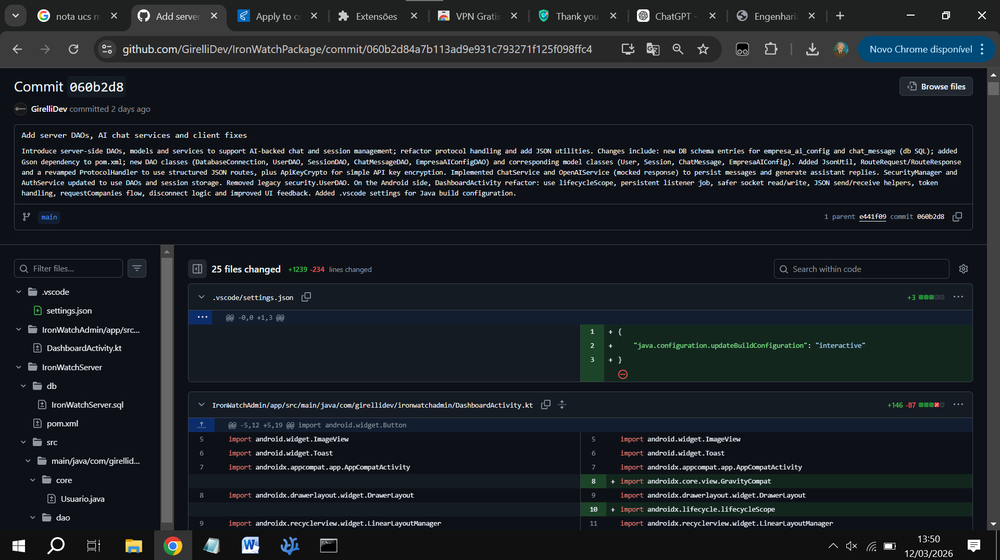 nota ucs m
Add server
Apply to co
Extensões
VPN Gratis
Thank you
ChatGPT -
Engenharia
github.com/GirelliDev/IronWatchPackage/commit/060b2d84a7b113ad9e931c793271f125f098ffc4
Novo Chrome disponível
Commit 060b2d8
Browse files
GirelliDev committed 2 days ago
Add server DAOs, AI chat services and client fixes
Introduce server-side DAOs, models and services to support AI-backed chat and session management; refactor protocol handling and add JSON utilities. Changes include: new DB schema entries for empresa_ai_config and chat_message (db SQL); added
Gson dependency to pom.xml; new DAO classes (DatabaseConnection, UserDAO, SessionDAO, ChatMessageDAO, EmpresaAIConfigDAO) and corresponding model classes (User, Session, ChatMessage, EmpresaAIConfig). Added JsonUtil, RouteRequest/RouteResponse
and a revamped ProtocolHandler to use structured JSON routes, plus ApiKeyCrypto for simple API key encryption. Implemented ChatService and OpenAIService (mocked response) to persist messages and generate assistant replies. SecurityManager and
AuthService updated to use DAOs and session storage. Removed legacy security.UserDAO. On the Android side, DashboardActivity refactor: use lifecycleScope, persistent listener job, safer socket read/write, JSON send/receive helpers, token
handling, requestCompanies flow, disconnect logic and improved UI feedback. Added .vscode settings for Java build configuration.
main
1 parent e441f09 commit 060b2d8
Filter files...
.vscode
settings.json
IronWatchAdmin/app/src...
DashboardActivity.kt
IronWatchServer
db
IronWatchServer.sql
pom.xml
src
main/java/com/girellid...
core
Usuario.java
dao
25 files changed +1239 -234 lines changed
Search within code
.vscode/settings.json
+3
@@ -0,0 +1,3 @@
1 + {
2 + "java.configuration.updateBuildConfiguration": "interactive"
3 + }
IronWatchAdmin/app/src/main/java/com/girellidev/ironwatchadmin/DashboardActivity.kt
+146 -87
@@ -5,12 +5,19 @@ import android.widget.Button
5 import android.widget.ImageView
5 import android.widget.ImageView
6 import android.widget.Toast
6 import android.widget.Toast
7 import androidx.appcompat.app.AppCompatActivity
7 import androidx.appcompat.app.AppCompatActivity
8 + import androidx.core.view.GravityCompat
8 import androidx.drawerlayout.widget.DrawerLayout
9 import androidx.drawerlayout.widget.DrawerLayout
10 + import androidx.lifecycle.lifecycleScope
9 import androidx.recyclerview.widget.LinearLayoutManager
11 import androidx.recyclerview.widget.LinearLayoutManager
13:50
12/03/2026